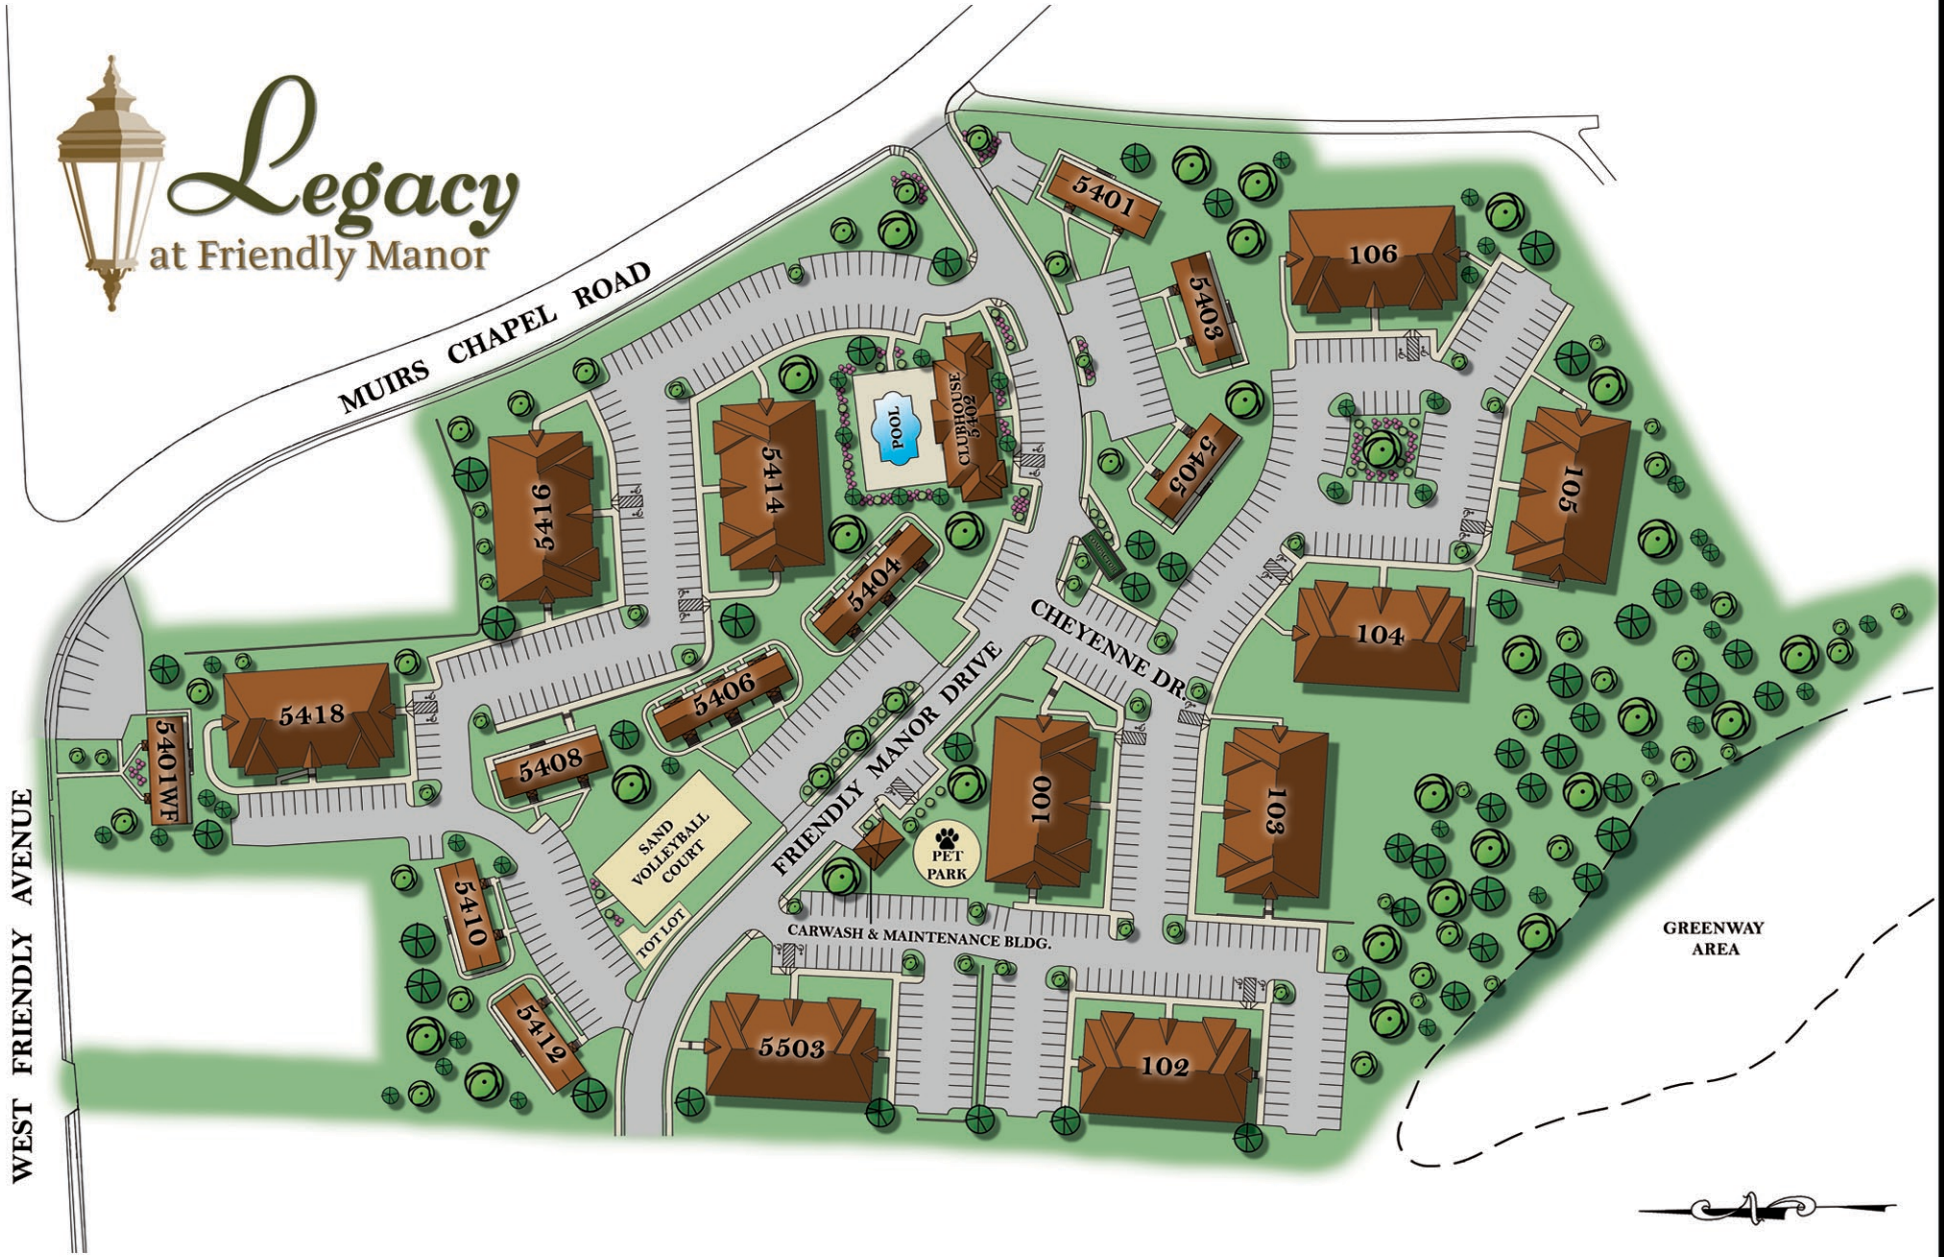 Legacy
at Friendly Manor
MUIRS CHAPEL ROAD
WEST FRIENDLY AVENUE
5401
106
5403
5405
105
104
CLUBHOUSE
5402
POOL
5414
5416
5404
5406
5408
5418
5401WF
5410
5412
CHEYENNE DR.
FRIENDLY MANOR DRIVE
SAND
VOLLEYBALL
COURT
TOT LOT
PET
PARK
100
103
CARWASH & MAINTENANCE BLDG.
5503
102
GREENWAY
AREA